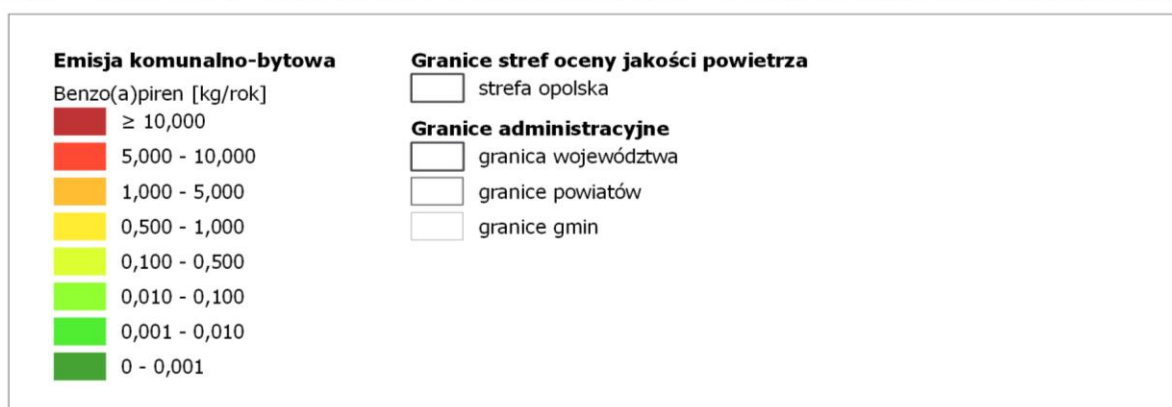 Emisja komunalno-bytowa
Benzo(a)piren [kg/rok]
≥ 10,000
5,000 - 10,000
1,000 - 5,000
0,500 - 1,000
0,100 - 0,500
0,010 - 0,100
0,001 - 0,010
0 - 0,001
Granice stref oceny jakości powietrza
strefa opolska
Granice administracyjne
granica województwa
granice powiatów
granice gmin